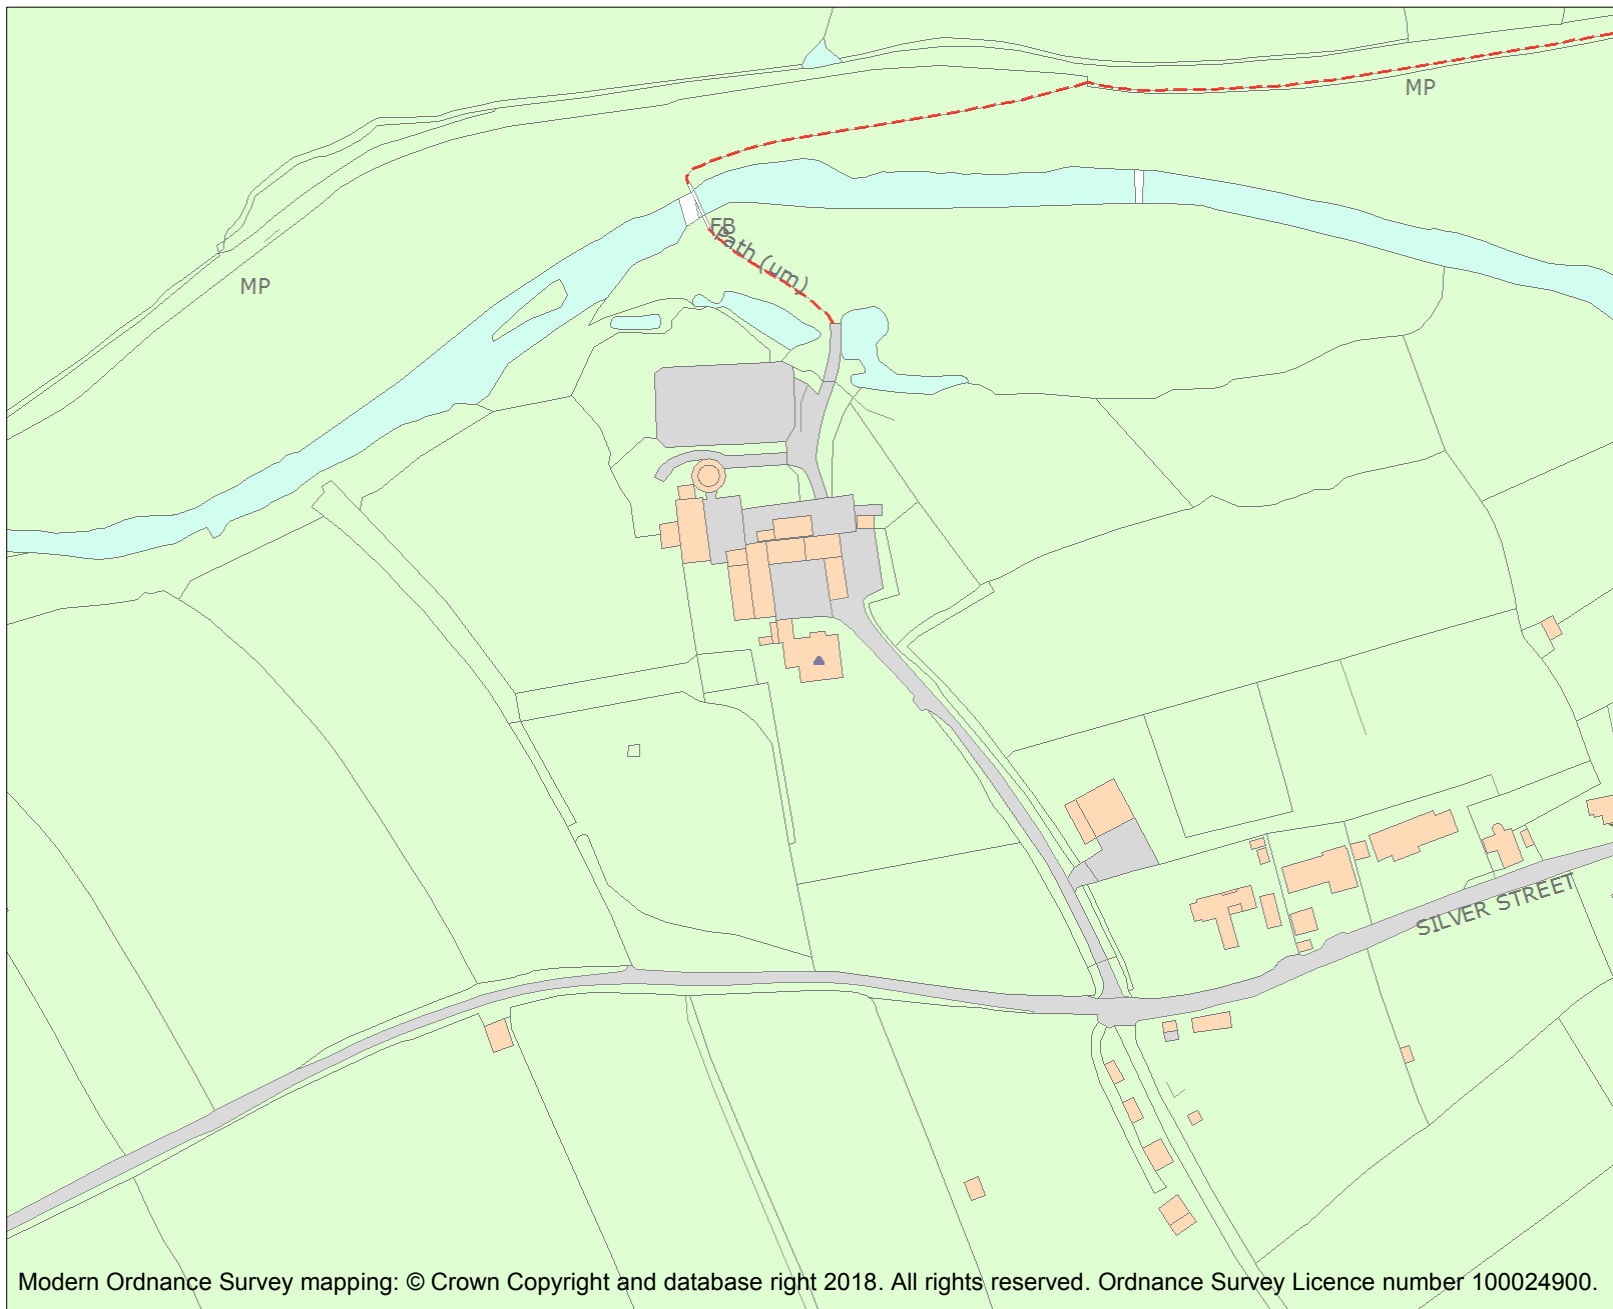 MP
FB
Path (um)
MP
SILVER STREET
Modern Ordnance Survey mapping: © Crown Copyright and database right 2018. All rights reserved. Ordnance Survey Licence number 100024900.